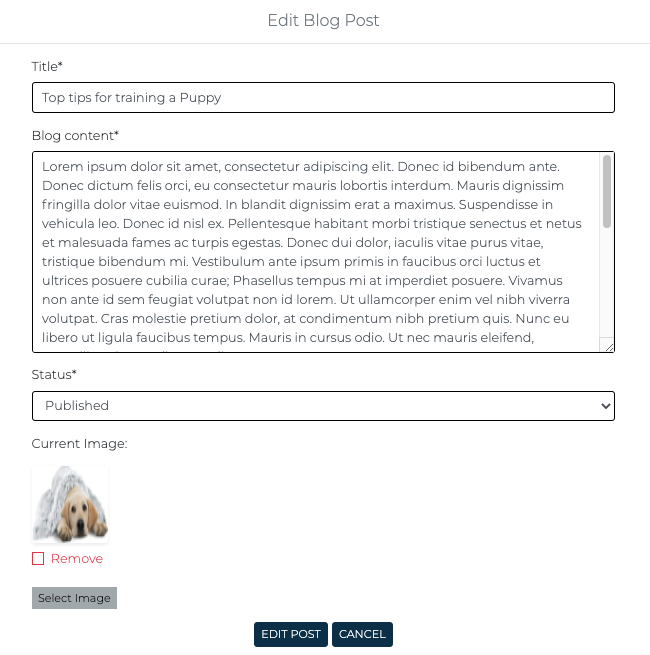 Edit Blog Post
Title*
Top tips for training a Puppy
Blog content*
Lorem ipsum dolor sit amet, consectetur adipiscing elit. Donec id bibendum ante.
Donec dictum felis orci, eu consectetur mauris lobortis interdum. Mauris dignissim
fringilla dolor vitae euismod. In blandit dignissim erat a maximus. Suspendisse in
vehicula leo. Donec id nisl ex. Pellentesque habitant morbi tristique senectus et netus
et malesuada fames ac turpis egestas. Donec dui dolor, iaculis vitae purus vitae,
tristique bibendum mi. Vestibulum ante ipsum primis in faucibus orci luctus et
ultrices posuere cubilia curae; Phasellus tempus mi at imperdiet posuere. Vivamus
non ante id sem feugiat volutpat non id lorem. Ut ullamcorper enim vel nibh viverra
volutpat. Cras molestie pretium dolor, at condimentum nibh pretium quis. Nunc eu
libero ut ligula faucibus tempus. Mauris in cursus odio. Ut nec mauris eleifend,
Status*
Published
Current Image:
Remove
Select Image
EDIT POST
CANCEL